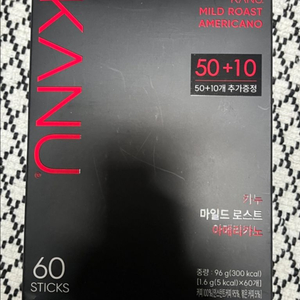 KANU
NANO.
MILD ROAST
AMERICANO
50+10
50+10개 추가증정
카누
마일드 로스트
아메리카노
60
STICKS
중량 : 96 g (300 kcal)
[1.6 g (5 kcal)×60개]